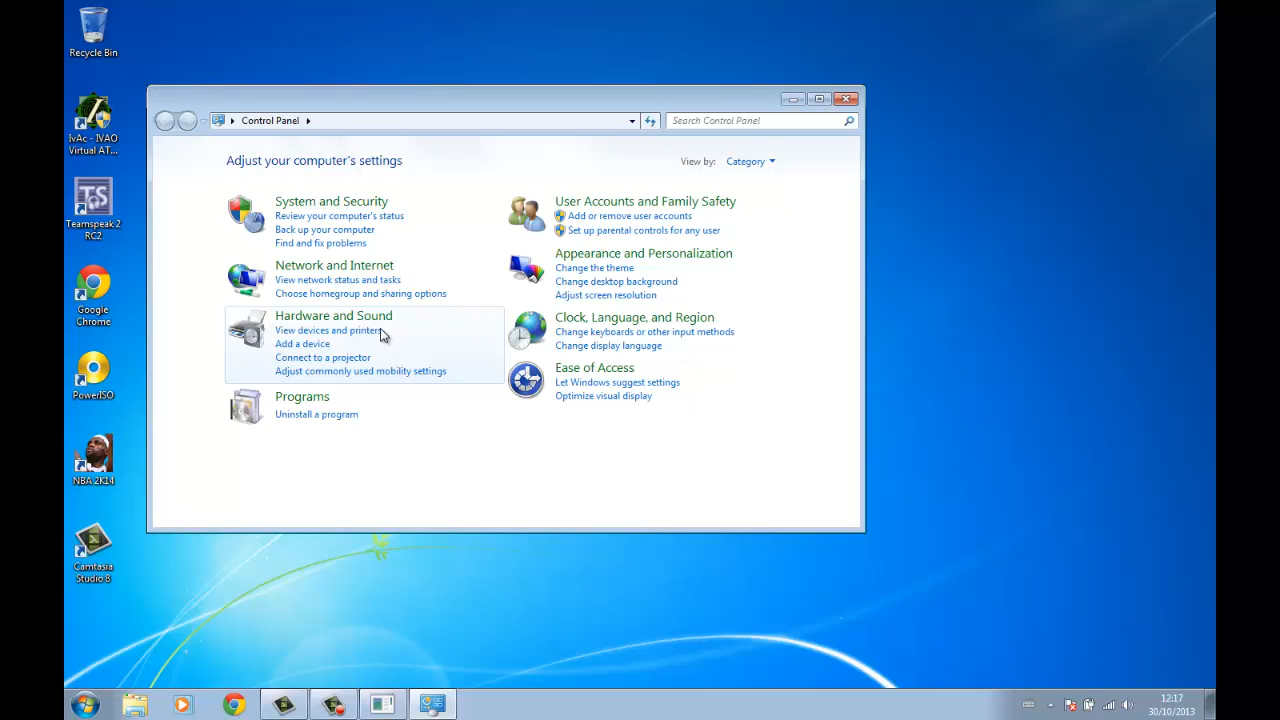 Recycle Bin
IvAc - IVAO
Virtual AT...
Teamspeak 2
RC2
Google
Chrome
PowerISO
NBA 2K14
Camtasia
Studio 8
Control Panel
Search Control Panel
Adjust your computer's settings
View by: Category
System and Security
Review your computer's status
Back up your computer
Find and fix problems
Network and Internet
View network status and tasks
Choose homegroup and sharing options
Hardware and Sound
View devices and printers
Add a device
Connect to a projector
Adjust commonly used mobility settings
Programs
Uninstall a program
User Accounts and Family Safety
Add or remove user accounts
Set up parental controls for any user
Appearance and Personalization
Change the theme
Change desktop background
Adjust screen resolution
Clock, Language, and Region
Change keyboards or other input methods
Change display language
Ease of Access
Let Windows suggest settings
Optimize visual display
12:17
30/10/2013